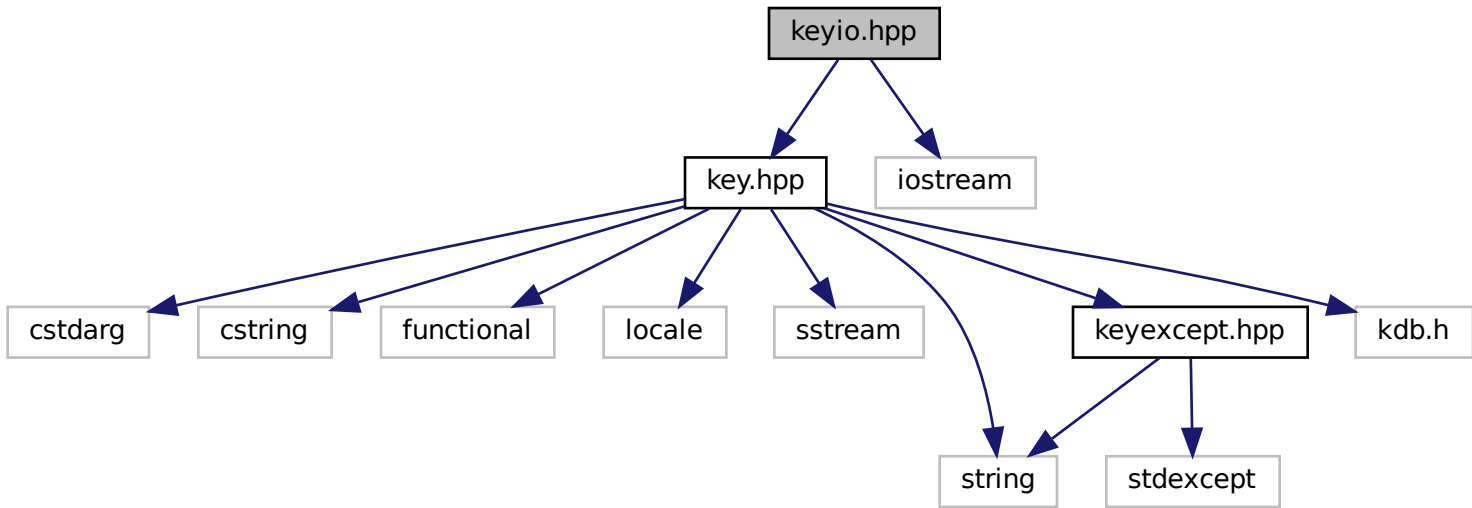 keyio.hpp
key.hpp
iostream
cstdarg
cstring
functional
locale
sstream
keyexcept.hpp
kdb.h
string
stdexcept